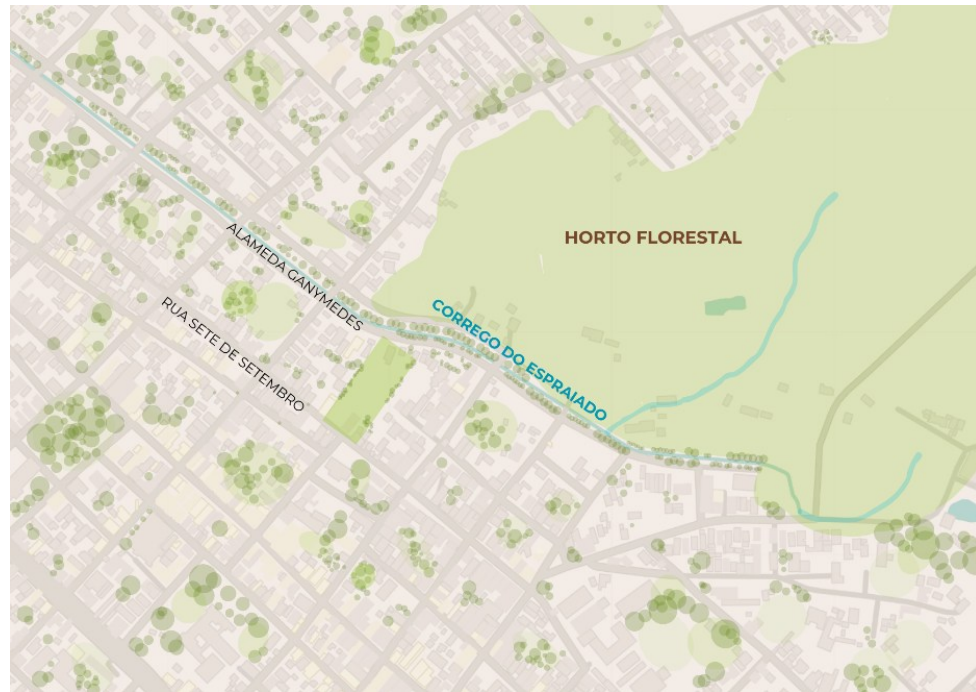 HORTO FLORESTAL
ALAMEDA GANYMEDES
CORREGO DO ESPRAIADO
RUA SETE DE SETEMBRO